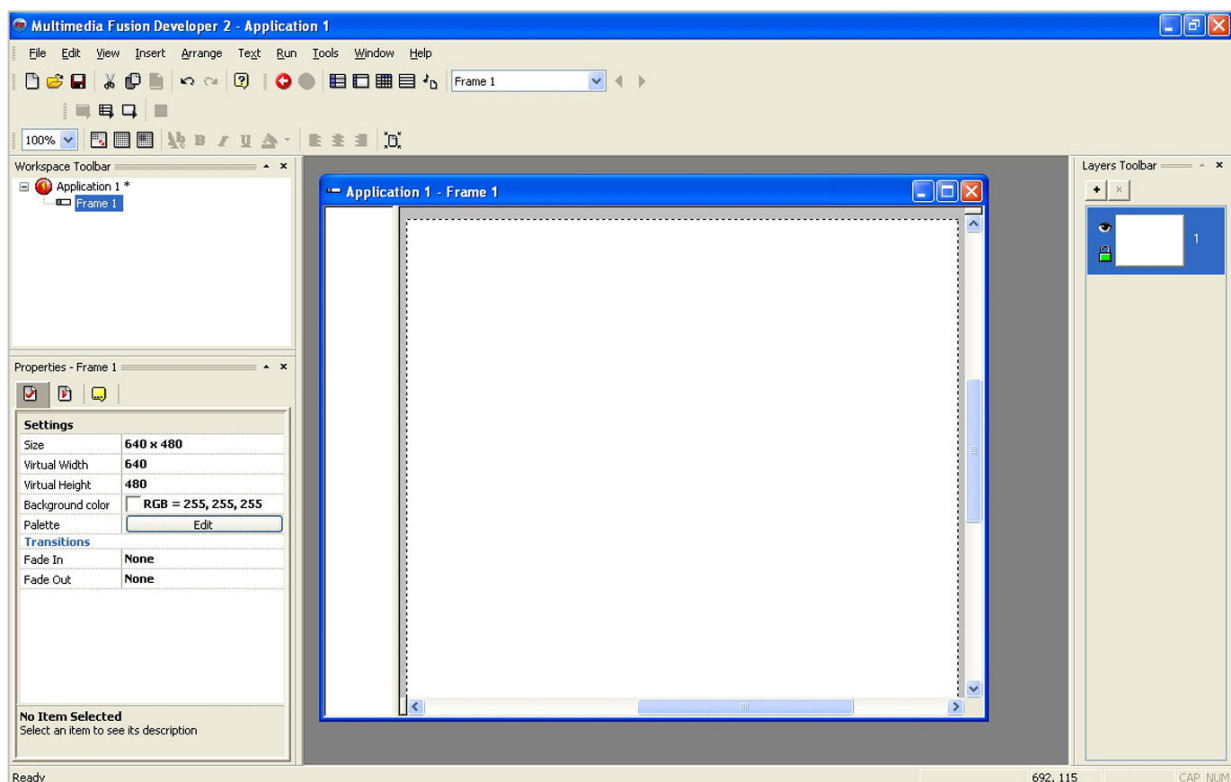 Multimedia Fusion Developer 2 - Application 1
File Edit View Insert Arrange Text Run Tools Window Help
Frame 1
100% B I U
Workspace Toolbar
Application 1 *
Frame 1
Properties - Frame 1
Settings
Size 640 x 480
Virtual Width 640
Virtual Height 480
Background color RGB = 255, 255, 255
Palette Edit
Transitions
Fade In None
Fade Out None
No Item Selected
Select an item to see its description
Application 1 - Frame 1
Layers Toolbar
1
Ready 692, 115 CAP NUM